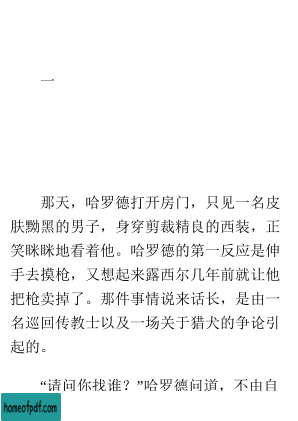 一
那天，哈罗德打开房门，只见一名皮
肤黝黑的男子，身穿剪裁精良的西装，正
笑眯眯地看着他。哈罗德的第一反应是伸
手去摸枪，又想起来露西尔几年前就让他
把枪卖掉了。那件事情说来话长，是由一
名巡回传教士以及一场关于猎犬的争论引
起的。
“请问你找谁？”哈罗德问道，不由自
homeofpdf.com